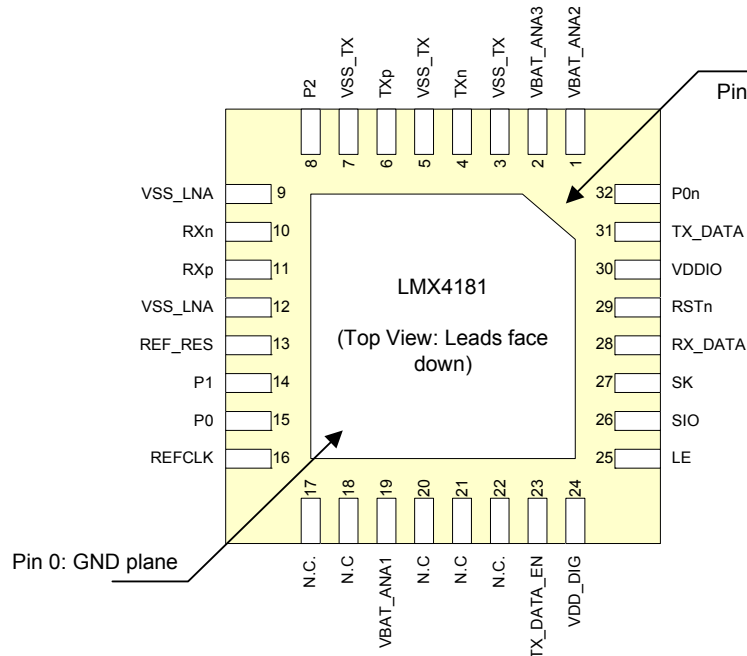 P2
VSS_TX
TXp
VSS_TX
TXn
VSS_TX
VBAT_ANA3
VBAT_ANA2
Pin
8
7
6
5
4
3
2
1
VSS_LNA 9
RXn 10
RXp 11
VSS_LNA 12
REF_RES 13
P1 14
P0 15
REFCLK 16
LMX4181
(Top View: Leads face
down)
32 P0n
31 TX_DATA
30 VDDIO
29 RSTn
28 RX_DATA
27 SK
26 SIO
25 LE
17
18
19
20
21
22
23
24
Pin 0: GND plane
N.C.
N.C
VBAT_ANA1
N.C
N.C
N.C.
TX_DATA_EN
VDD_DIG